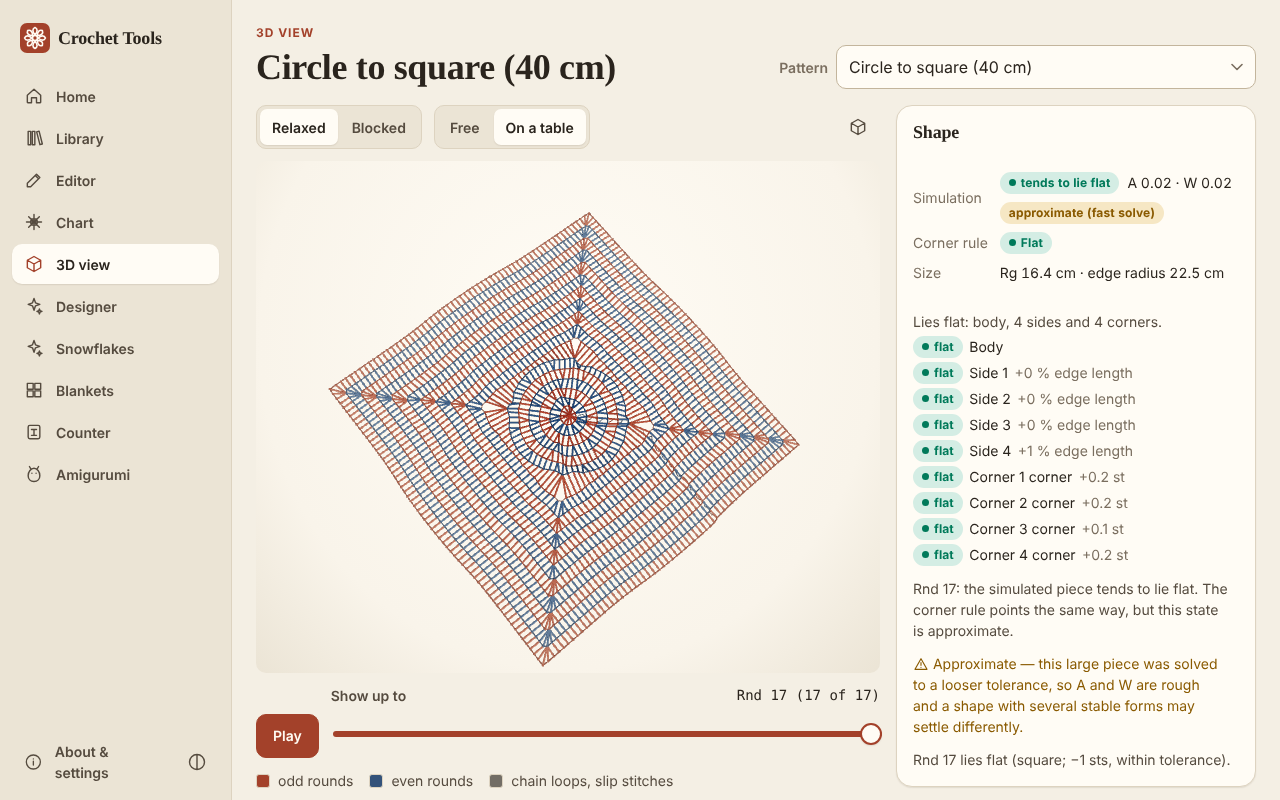 Crochet Tools
Home
Library
Editor
Chart
3D view
Designer
Snowflakes
Blankets
Counter
Amigurumi
About &
settings
3D VIEW
Circle to square (40 cm)
Pattern
Circle to square (40 cm)
Relaxed
Blocked
Free
On a table
Show up to
Rnd 17 (17 of 17)
Play
odd rounds
even rounds
chain loops, slip stitches
Shape
Simulation
tends to lie flat A 0.02 · W 0.02
approximate (fast solve)
Corner rule Flat
Size Rg 16.4 cm · edge radius 22.5 cm
Lies flat: body, 4 sides and 4 corners.
flat Body
flat Side 1 +0 % edge length
flat Side 2 +0 % edge length
flat Side 3 +0 % edge length
flat Side 4 +1 % edge length
flat Corner 1 corner +0.2 st
flat Corner 2 corner +0.2 st
flat Corner 3 corner +0.1 st
flat Corner 4 corner +0.2 st
Rnd 17: the simulated piece tends to lie flat. The
corner rule points the same way, but this state
is approximate.
⚠ Approximate — this large piece was solved
to a looser tolerance, so A and W are rough
and a shape with several stable forms may
settle differently.
Rnd 17 lies flat (square; −1 sts, within tolerance).